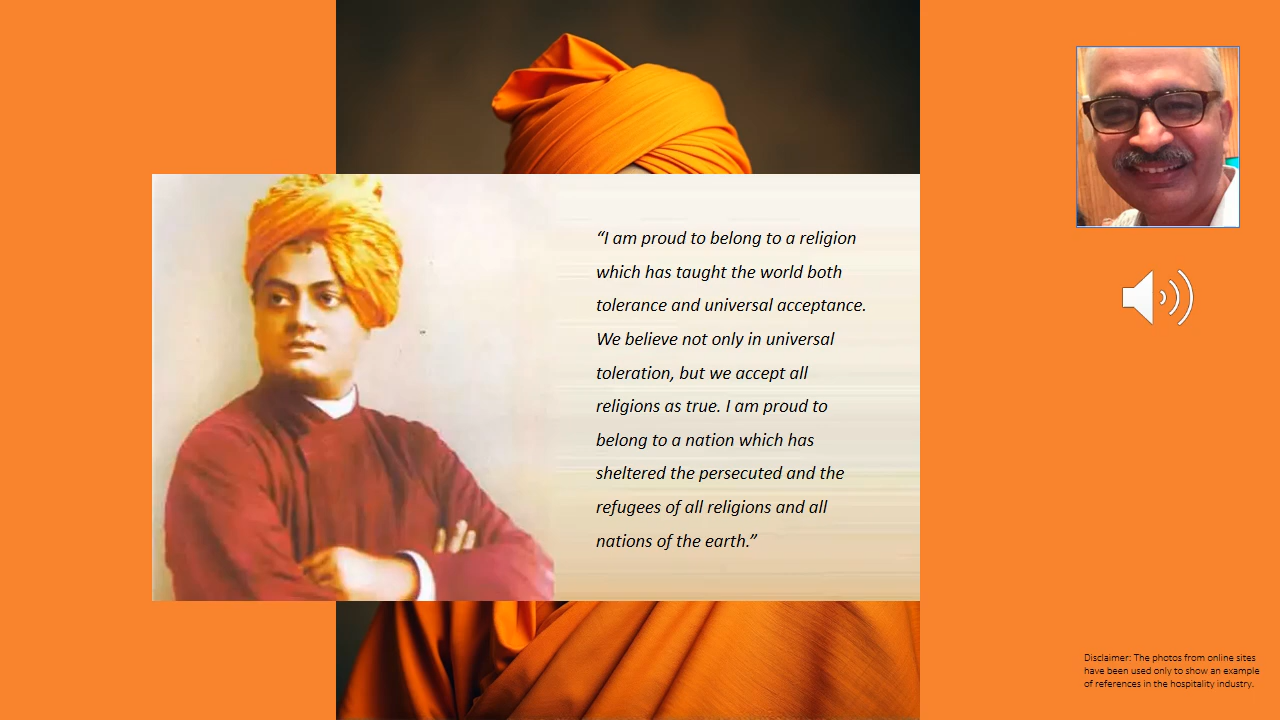 “I am proud to belong to a religion
which has taught the world both
tolerance and universal acceptance.
We believe not only in universal
toleration, but we accept all
religions as true. I am proud to
belong to a nation which has
sheltered the persecuted and the
refugees of all religions and all
nations of the earth.”
Disclaimer: The photos from online sites
have been used only to show an example
of references in the hospitality industry.